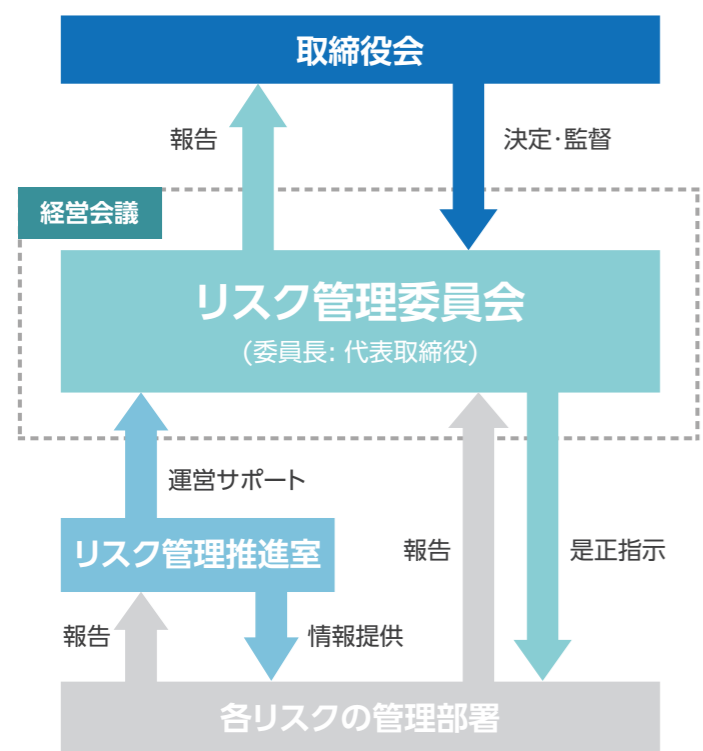 取締役会
報告
決定・監督
経営会議
リスク管理委員会
(委員長: 代表取締役)
運営サポート
リスク管理推進室
報告
是正指示
報告
情報提供
各リスクの管理部署